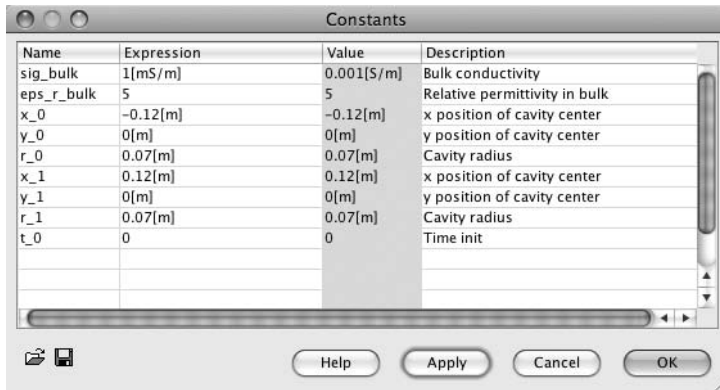 Constants
Name Expression Value Description
sig_bulk 1[mS/m] 0.001[S/m] Bulk conductivity
eps_r_bulk 5 5 Relative permittivity in bulk
x_0 -0.12[m] -0.12[m] x position of cavity center
y_0 0[m] 0[m] y position of cavity center
r_0 0.07[m] 0.07[m] Cavity radius
x_1 0.12[m] 0.12[m] x position of cavity center
y_1 0[m] 0[m] y position of cavity center
r_1 0.07[m] 0.07[m] Cavity radius
t_0 0 0 Time init
Help Apply Cancel OK